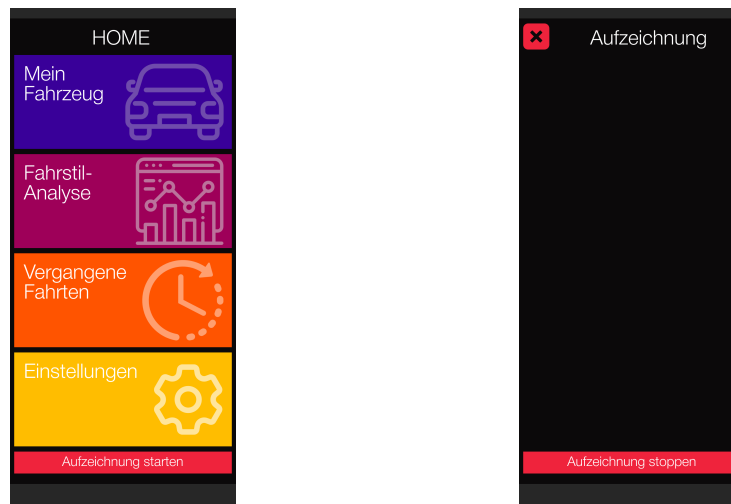 HOME
Mein
Fahrzeug
Fahrstil-
Analyse
Vergangene
Fahrten
Einstellungen
Aufzeichnung starten
Aufzeichnung
Aufzeichnung stoppen